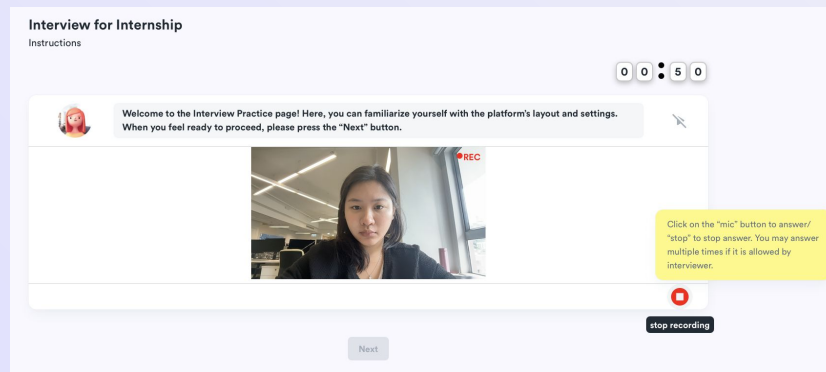 Interview for Internship
Instructions
0 0 : 5 0
Welcome to the Interview Practice page! Here, you can familiarize yourself with the platform's layout and settings.
When you feel ready to proceed, please press the “Next” button.
REC
Click on the “mic” button to answer/
“stop” to stop answer. You may answer
multiple times if it is allowed by
interviewer.
stop recording
Next